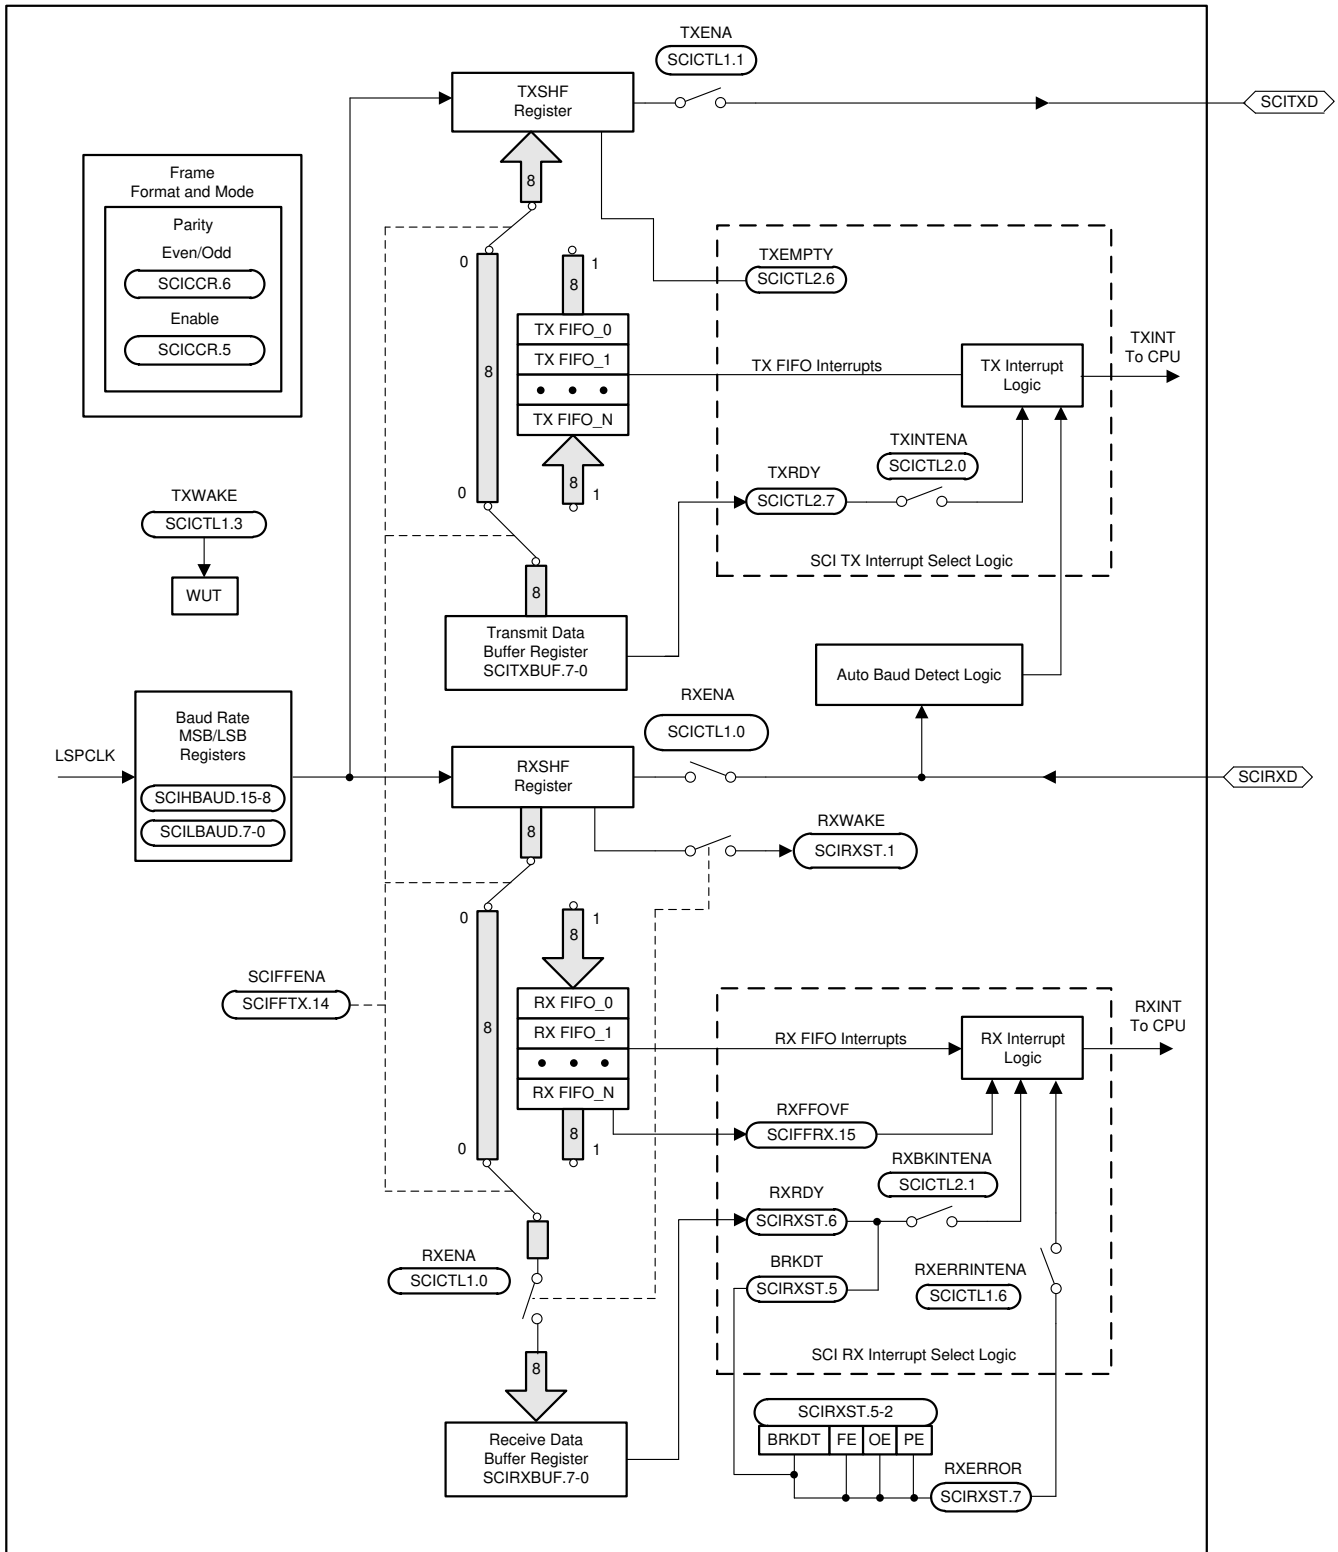 TXENA
SCICTL1.1
TXSHF
Register
SCITXD
Frame
Format and Mode
Parity
Even/Odd
SCICCR.6
Enable
SCICCR.5
8
0
1
8
TX FIFO_0
TX FIFO_1
TX FIFO_N
8
8
0
1
TXEMPTY
SCICTL2.6
TX FIFO Interrupts
TX Interrupt
Logic
TXINT
To CPU
TXINTENA
SCICTL2.0
TXRDY
SCICTL2.7
SCI TX Interrupt Select Logic
TXWAKE
SCICTL1.3
WUT
8
Transmit Data
Buffer Register
SCITXBUF.7-0
Auto Baud Detect Logic
RXENA
SCICTL1.0
LSPCLK
Baud Rate
MSB/LSB
Registers
SCIHBAUD.15-8
SCILBAUD.7-0
RXSHF
Register
SCIRXD
8
RXWAKE
SCIRXST.1
0
1
8
SCIFFENA
SCIFFTX.14
RX FIFO_0
RX FIFO_1
RX FIFO_N
8
8
0
1
RX FIFO Interrupts
RX Interrupt
Logic
RXINT
To CPU
RXFFOVF
SCIFFRX.15
RXBKINTENA
SCICTL2.1
RXRDY
SCIRXST.6
BRKDT
SCIRXST.5
RXERRINTENA
SCICTL1.6
SCI RX Interrupt Select Logic
RXENA
SCICTL1.0
8
Receive Data
Buffer Register
SCIRXBUF.7-0
SCIRXST.5-2
BRKDT FE OE PE
RXERROR
SCIRXST.7